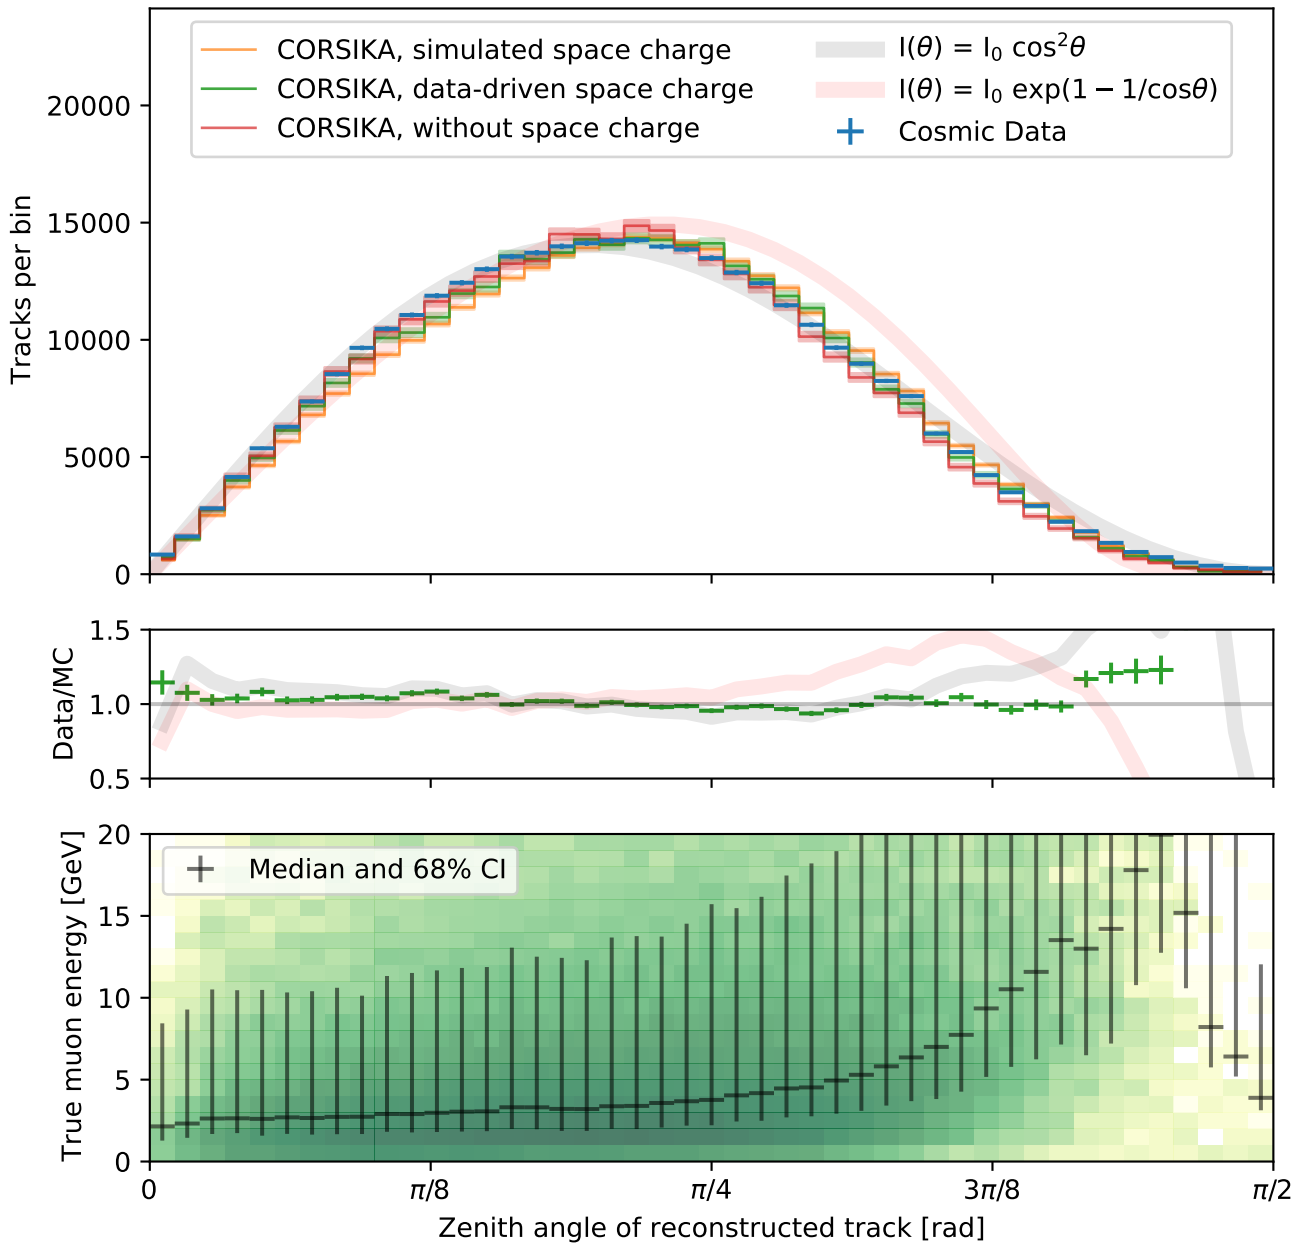 CORSIKA, simulated space charge
CORSIKA, data-driven space charge
CORSIKA, without space charge
I(θ) = I₀ cos²θ
I(θ) = I₀ exp(1 − 1/cosθ)
Cosmic Data
Tracks per bin
20000
15000
10000
5000
0
Data/MC
1.5
1.0
0.5
True muon energy [GeV]
20
15
10
5
0
Median and 68% CI
0 π/8 π/4 3π/8 π/2
Zenith angle of reconstructed track [rad]